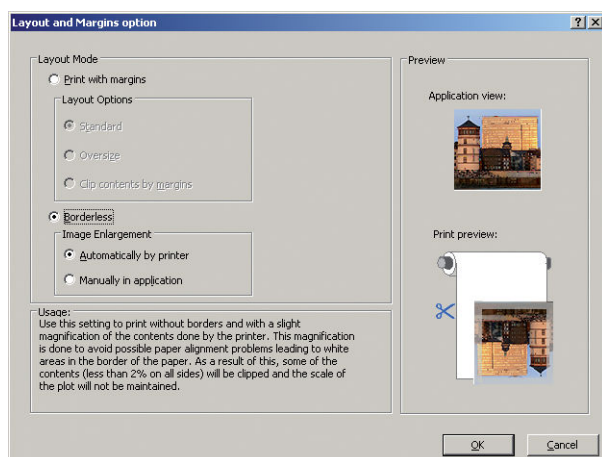 Layout and Margins option
Layout Mode
Print with margins
Layout Options
Standard
Oversize
Clip contents by margins
Borderless
Image Enlargement
Automatically by printer
Manually in application
Usage:
Use this setting to print without borders and with a slight
magnification of the contents done by the printer. This magnification
is done to avoid possible paper alignment problems leading to white
areas in the border of the paper. As a result of this, some of the
contents (less than 2% on all sides) will be clipped and the scale of
the plot will not be maintained.
Preview
Application view:
Print preview:
OK
Cancel